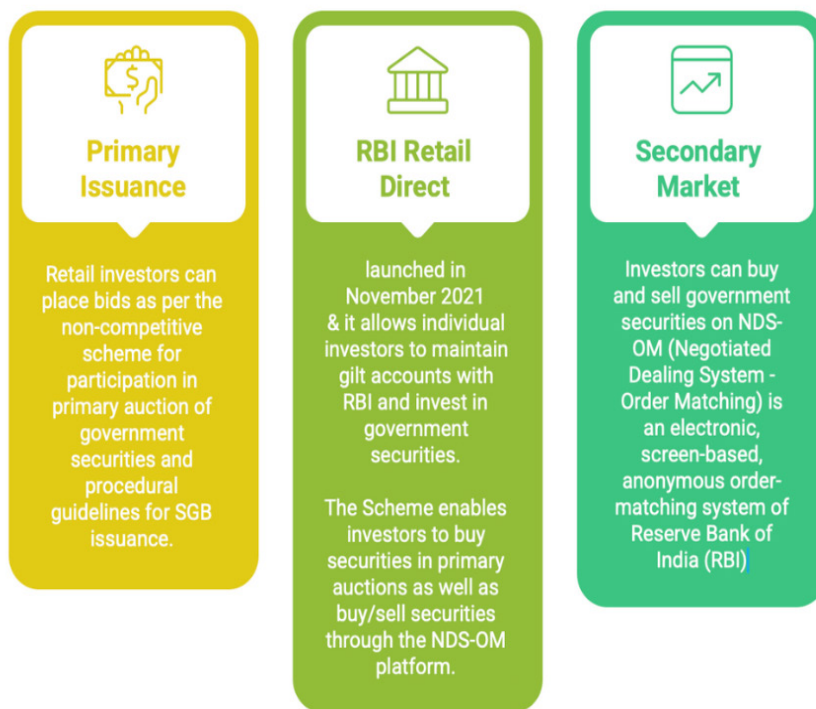 $
Primary
Issuance
Retail investors can
place bids as per the
non-competitive
scheme for
participation in
primary auction of
government
securities and
procedural
guidelines for SGB
issuance.
RBI Retail
Direct
launched in
November 2021
& it allows individual
investors to maintain
gilt accounts with
RBI and invest in
government
securities.
The Scheme enables
investors to buy
securities in primary
auctions as well as
buy/sell securities
through the NDS-OM
platform.
Secondary
Market
Investors can buy
and sell government
securities on NDS-
OM (Negotiated
Dealing System -
Order Matching) is
an electronic,
screen-based,
anonymous order-
matching system of
Reserve Bank of
India (RBI)